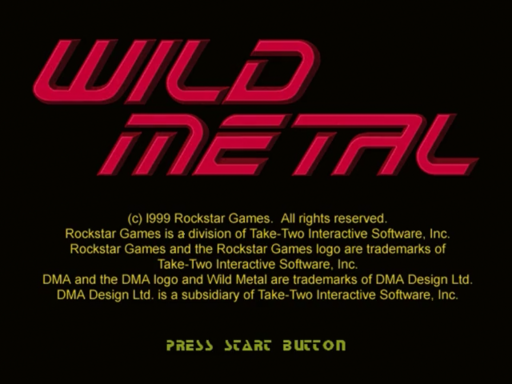 WILD
METAL
(c) l999 Rockstar Games. All rights reserved.
Rockstar Games is a division of Take-Two Interactive Software, Inc.
Rockstar Games and the Rockstar Games logo are trademarks of
Take-Two Interactive Software, Inc.
DMA and the DMA logo and Wild Metal are trademarks of DMA Design Ltd.
DMA Design Ltd. is a subsidiary of Take-Two Interactive Software, Inc.
PRESS START BUTTON